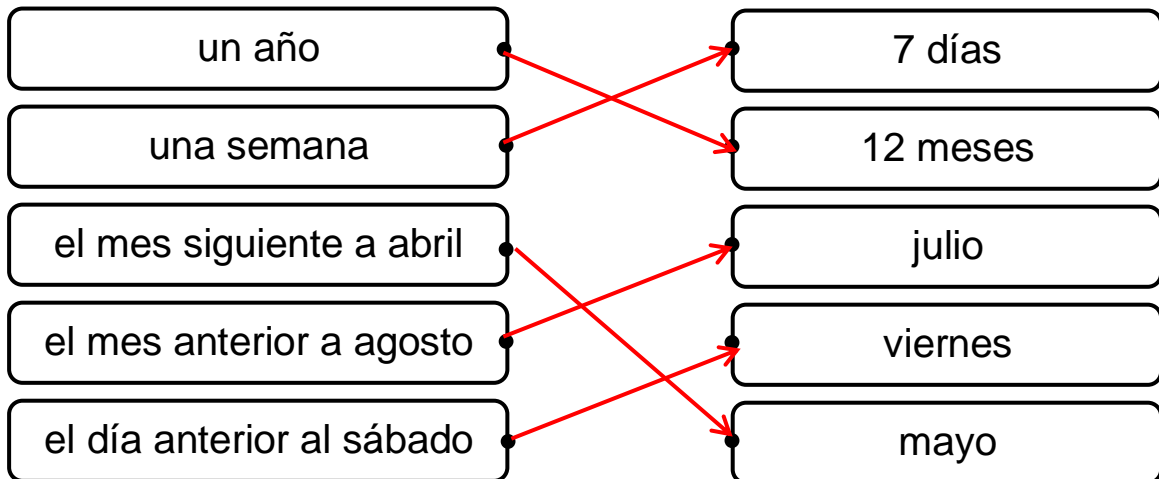 un año
7 días
una semana
12 meses
el mes siguiente a abril
julio
el mes anterior a agosto
viernes
el día anterior al sábado
mayo